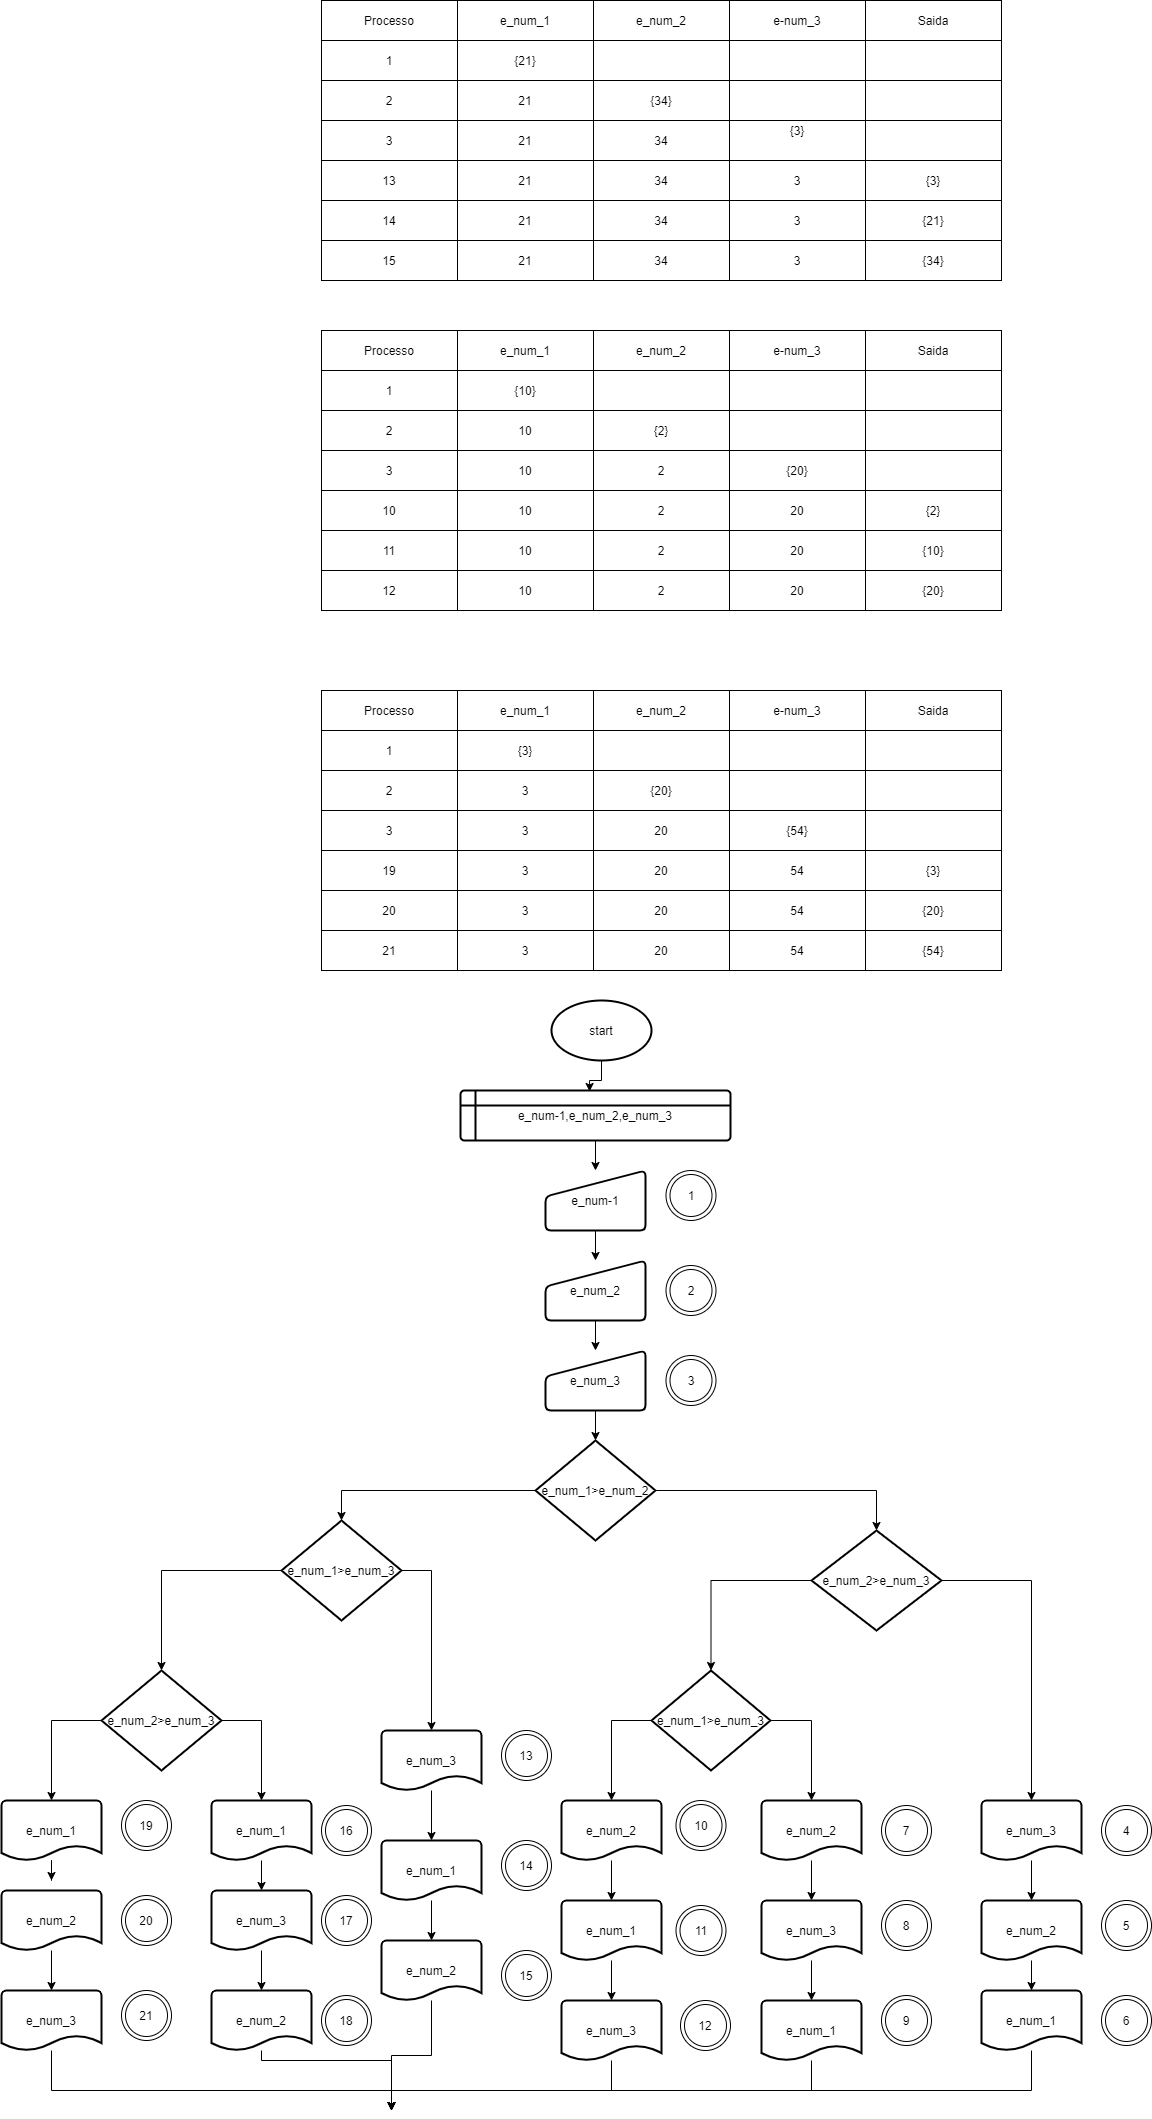 Processo e_num_1 e_num_2 e-num_3 Saida
1 {21}
2 21 {34}
3 21 34 {3}
13 21 34 3 {3}
14 21 34 3 {21}
15 21 34 3 {34}
Processo e_num_1 e_num_2 e-num_3 Saida
1 {10}
2 10 {2}
3 10 2 {20}
10 10 2 20 {2}
11 10 2 20 {10}
12 10 2 20 {20}
Processo e_num_1 e_num_2 e-num_3 Saida
1 {3}
2 3 {20}
3 3 20 {54}
19 3 20 54 {3}
20 3 20 54 {20}
21 3 20 54 {54}
start
e_num-1,e_num_2,e_num_3
e_num-1 1
e_num_2 2
e_num_3 3
e_num_1>e_num_2
e_num_1>e_num_3 e_num_2>e_num_3
e_num_2>e_num_3 e_num_1>e_num_3
e_num_3 13
e_num_1 19 e_num_1 16 e_num_2 10 e_num_2 7 e_num_3 4
e_num_1 14
e_num_2 20 e_num_3 17 e_num_1 11 e_num_3 8 e_num_2 5
e_num_2 15
e_num_3 21 e_num_2 18 e_num_3 12 e_num_1 9 e_num_1 6